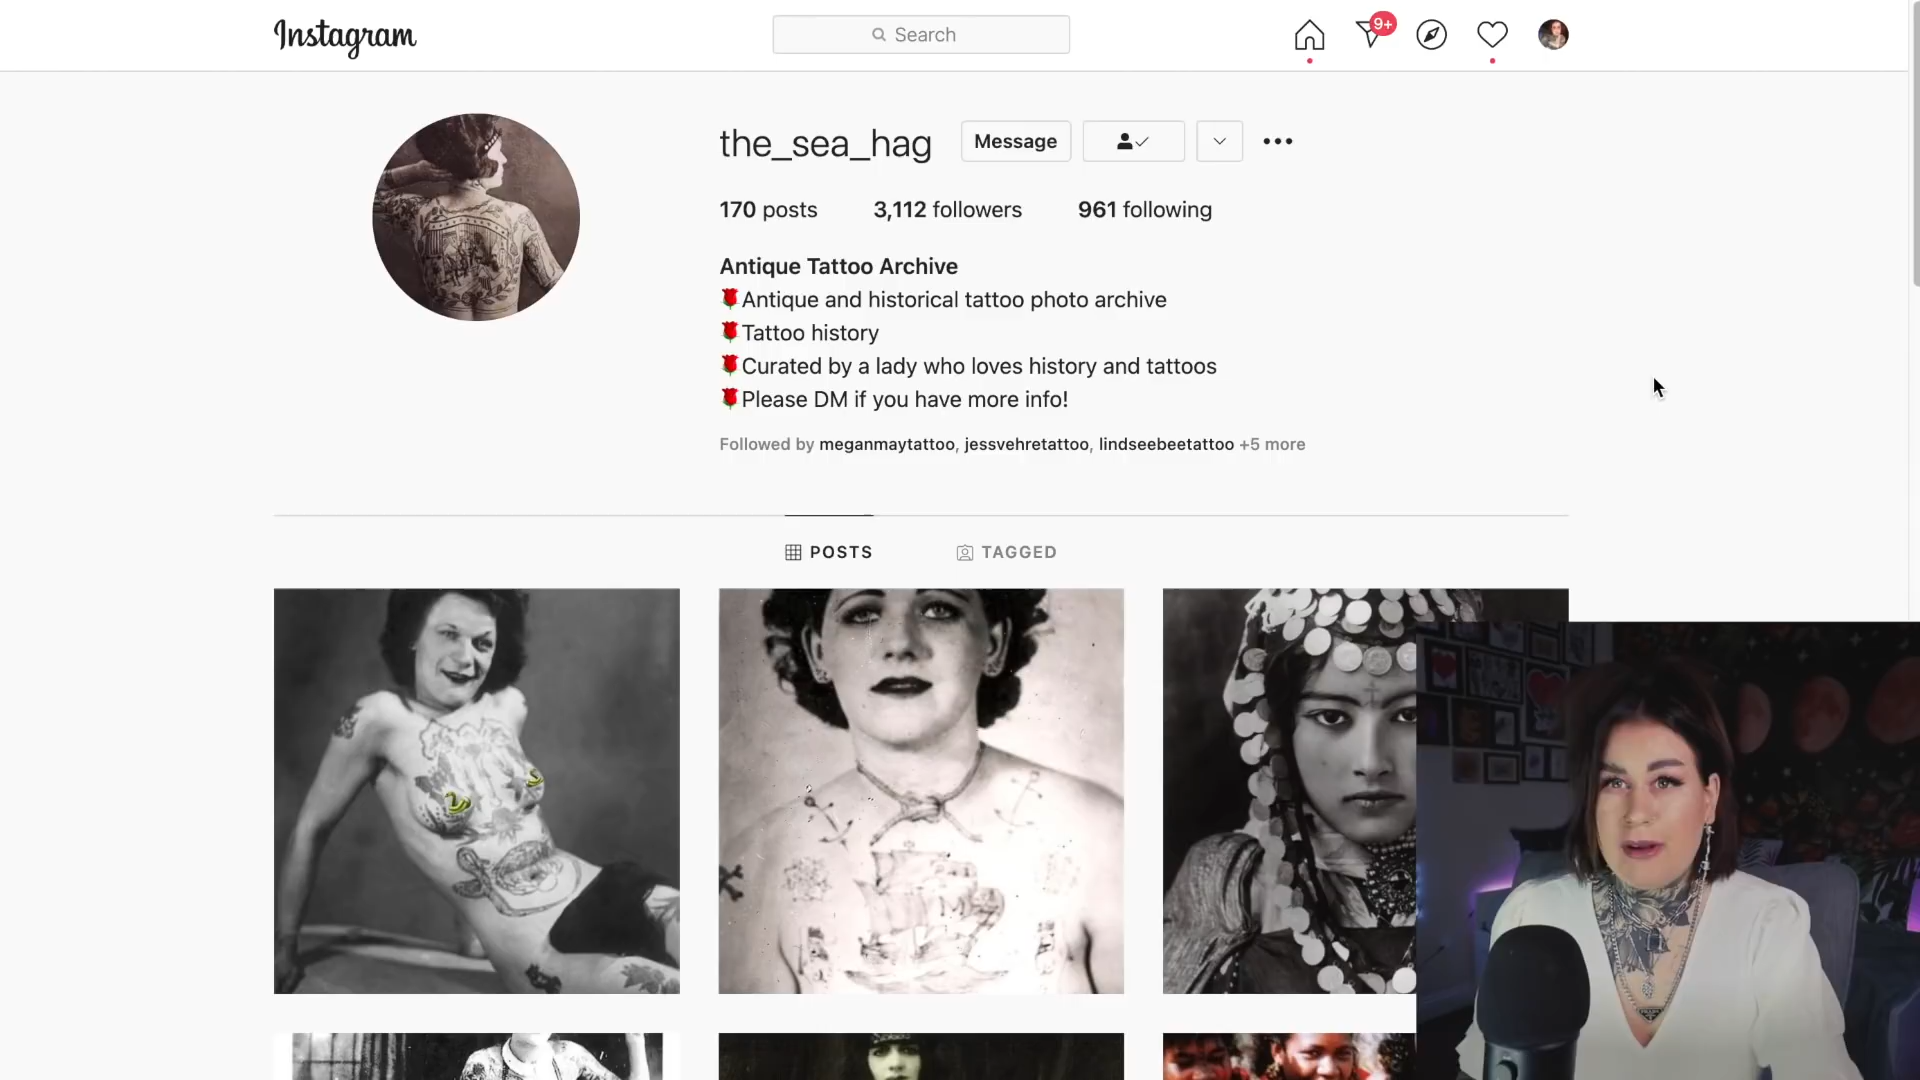 Instagram
Search
9+
the_sea_hag
Message
170 posts
3,112 followers
961 following
Antique Tattoo Archive
🌹Antique and historical tattoo photo archive
🌹Tattoo history
🌹Curated by a lady who loves history and tattoos
🌹Please DM if you have more info!
Followed by meganmaytattoo, jessvehretattoo, lindseebeetattoo +5 more
POSTS
TAGGED